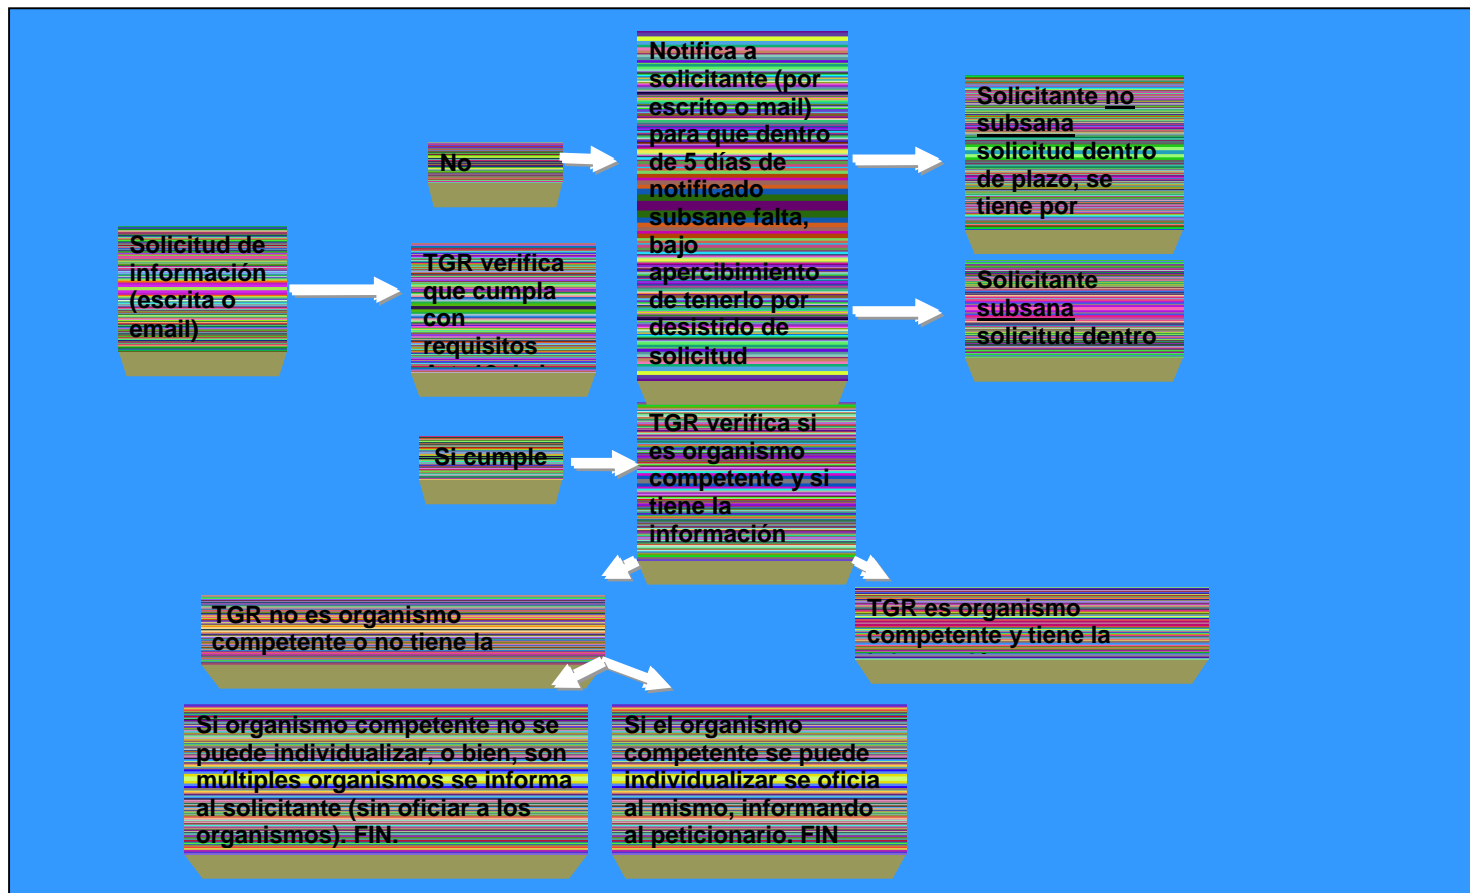 Solicitud de
información
(escrita o
email)
No
TGR verifica
que cumpla
con
requisitos
Si cumple
Notifica a
solicitante (por
escrito o mail)
para que dentro
de 5 días de
notificado
subsane falta,
bajo
apercibimiento
de tenerlo por
desistido de
solicitud
Solicitante no
subsana
solicitud dentro
de plazo, se
tiene por
Solicitante
subsana
solicitud dentro
TGR verifica si
es organismo
competente y si
tiene la
información
TGR no es organismo
competente o no tiene la
TGR es organismo
competente y tiene la
Si organismo competente no se
puede individualizar, o bien, son
múltiples organismos se informa
al solicitante (sin oficiar a los
organismos). FIN.
Si el organismo
competente se puede
individualizar se oficia
al mismo, informando
al peticionario. FIN